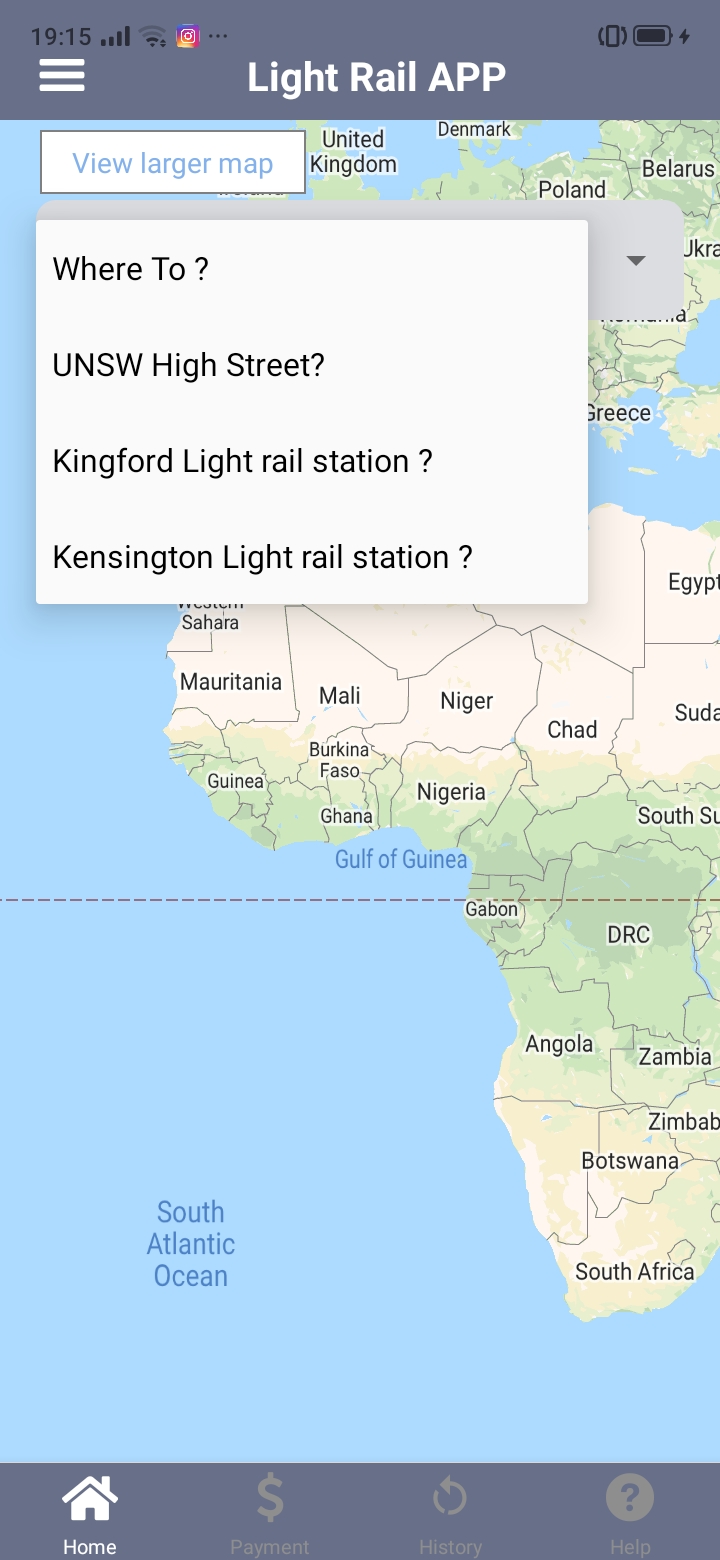 19:15
Light Rail APP
View larger map
United
Kingdom
Denmark
Poland
Belarus
Where To ?
UNSW High Street?
Greece
Kingford Light rail station ?
Kensington Light rail station ?
Egypt
Western
Sahara
Mauritania
Mali
Niger
Chad
Burkina
Faso
Guinea
Nigeria
Ghana
South Su
Suda
Gulf of Guinea
Gabon
DRC
Angola
Zambia
Zimbab
Botswana
South
Atlantic
Ocean
South Africa
Home
Payment
History
Help